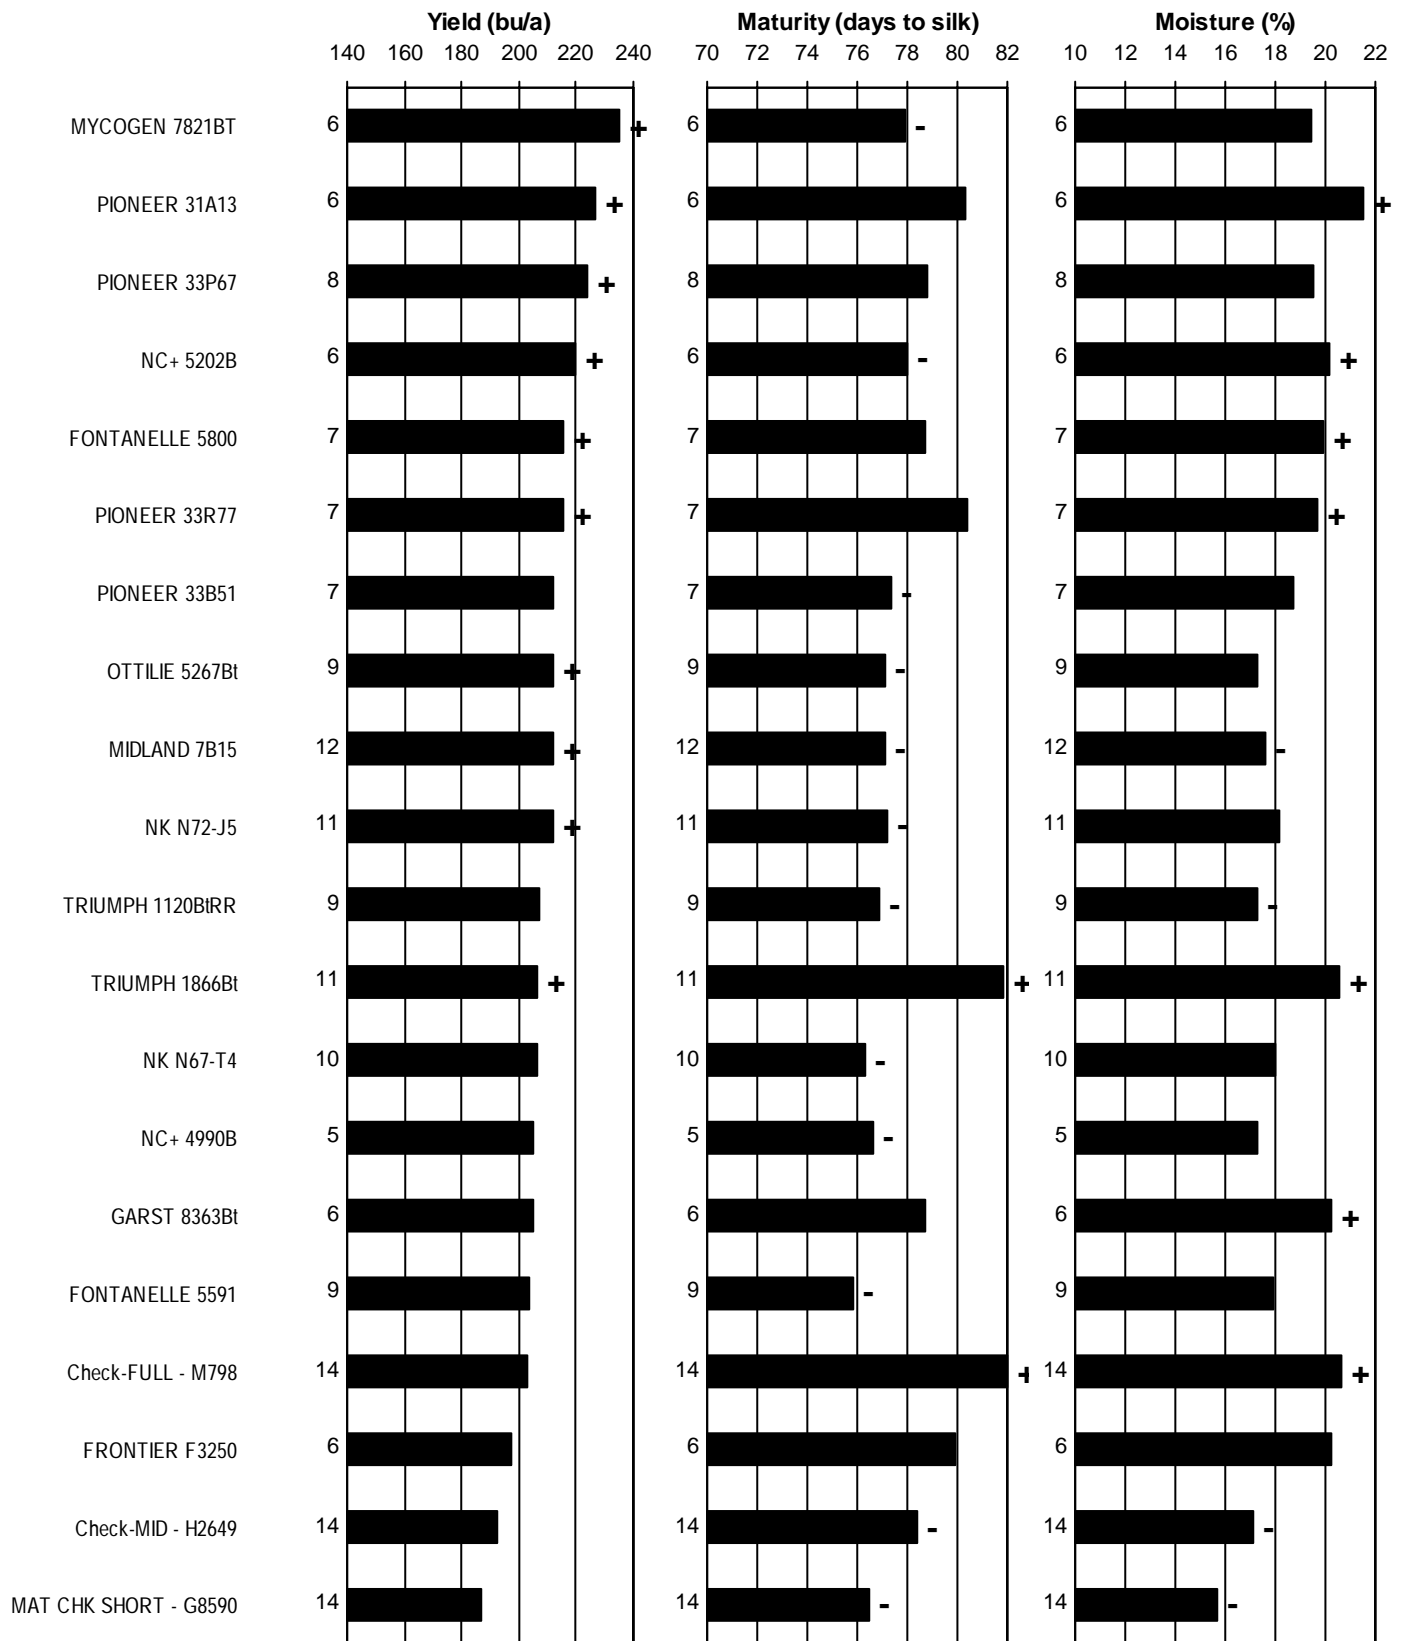 Yield (bu/a) Maturity (days to silk) Moisture (%)
140 160 180 200 220 240 70 72 74 76 78 80 82 10 12 14 16 18 20 22
MYCOGEN 7821BT 6 + 6 - 6
PIONEER 31A13 6 + 6 6 +
PIONEER 33P67 8 + 8 8
NC+ 5202B 6 + 6 - 6 +
FONTANELLE 5800 7 + 7 7 +
PIONEER 33R77 7 + 7 7 +
PIONEER 33B51 7 7 - 7
OTTILIE 5267Bt 9 + 9 - 9
MIDLAND 7B15 12 + 12 - 12 -
NK N72-J5 11 + 11 - 11
TRIUMPH 1120BtRR 9 9 - 9 -
TRIUMPH 1866Bt 11 + 11 + 11 +
NK N67-T4 10 10 - 10
NC+ 4990B 5 5 - 5
GARST 8363Bt 6 6 6 +
FONTANELLE 5591 9 9 - 9
Check-FULL - M798 14 14 + 14 +
FRONTIER F3250 6 6 6
Check-MID - H2649 14 14 - 14 -
MAT CHK SHORT - G8590 14 14 - 14 -